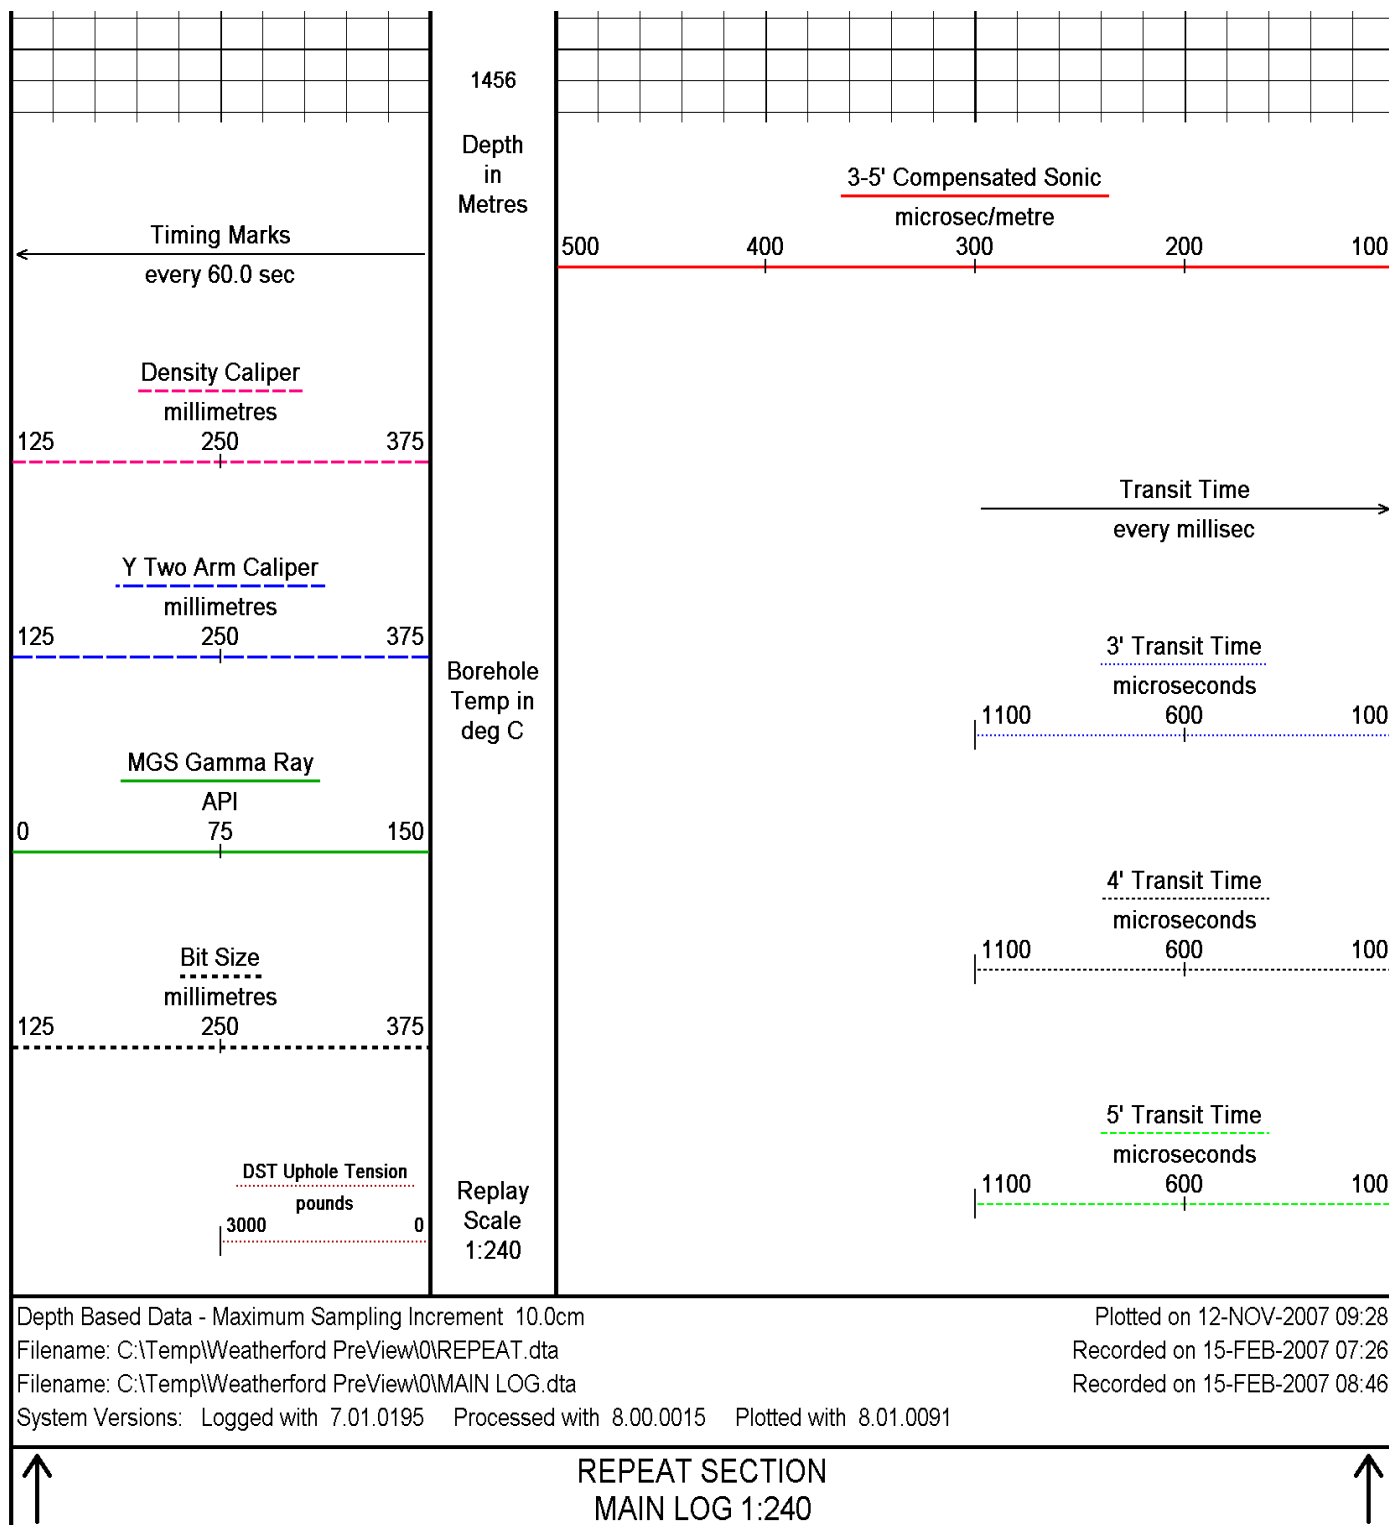 1456
Depth
in
Metres
3-5' Compensated Sonic
microsec/metre
500 400 300 200 100
Timing Marks
every 60.0 sec
Density Caliper
millimetres
125 250 375
Transit Time
every millisec
Y Two Arm Caliper
millimetres
125 250 375
Borehole
Temp in
deg C
3' Transit Time
microseconds
1100 600 100
MGS Gamma Ray
API
0 75 150
4' Transit Time
microseconds
1100 600 100
Bit Size
millimetres
125 250 375
5' Transit Time
microseconds
1100 600 100
DST Uphole Tension
pounds
3000 0
Replay
Scale
1:240
Depth Based Data - Maximum Sampling Increment 10.0cm Plotted on 12-NOV-2007 09:28
Filename: C:\Temp\Weatherford PreView\0\REPEAT.dta Recorded on 15-FEB-2007 07:26
Filename: C:\Temp\Weatherford PreView\0\MAIN LOG.dta Recorded on 15-FEB-2007 08:46
System Versions: Logged with 7.01.0195 Processed with 8.00.0015 Plotted with 8.01.0091
REPEAT SECTION
MAIN LOG 1:240